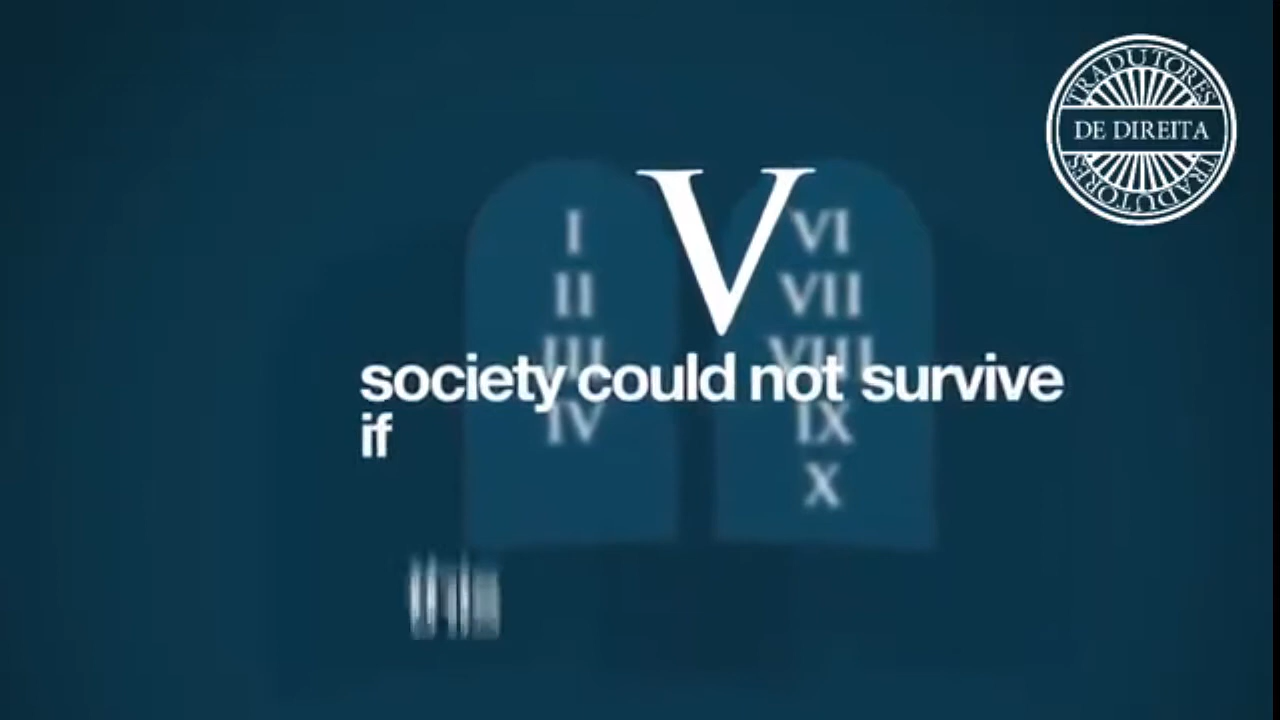 TRADUTORES
DE DIREITA
TRADUTORES
V
I
II
III
IV
VI
VII
VIII
IX
X
society could not survive
if